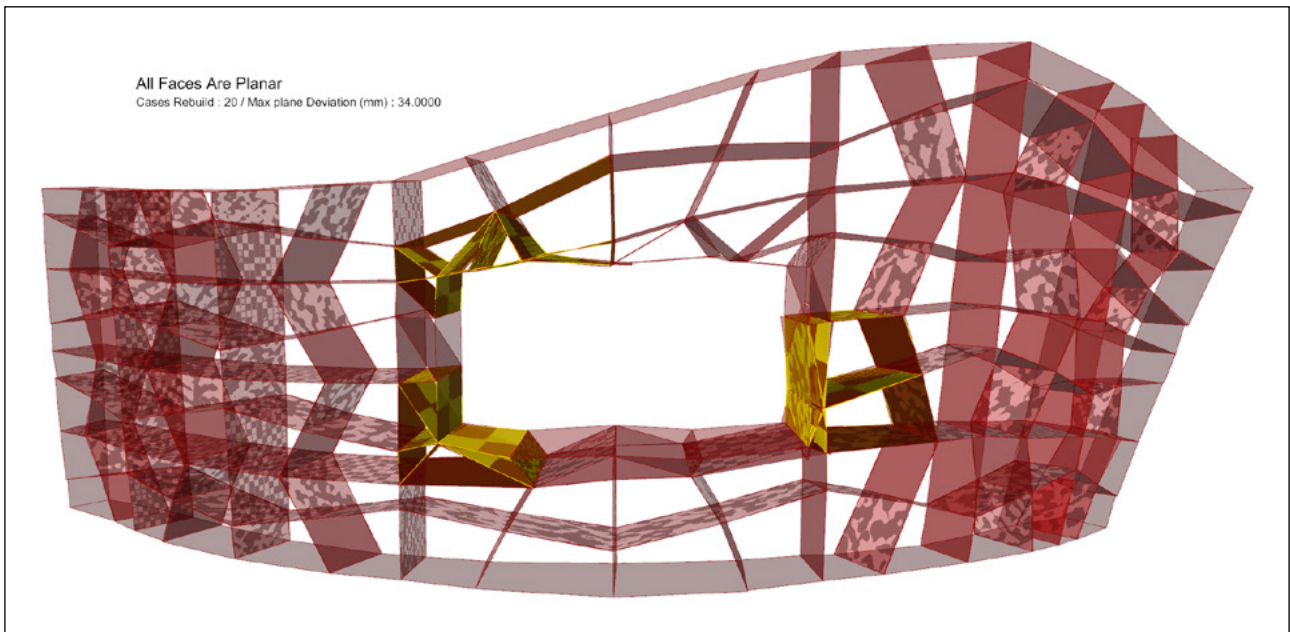 All Faces Are Planar
Cases Rebuild : 20 / Max plane Deviation (mm) : 34.0000